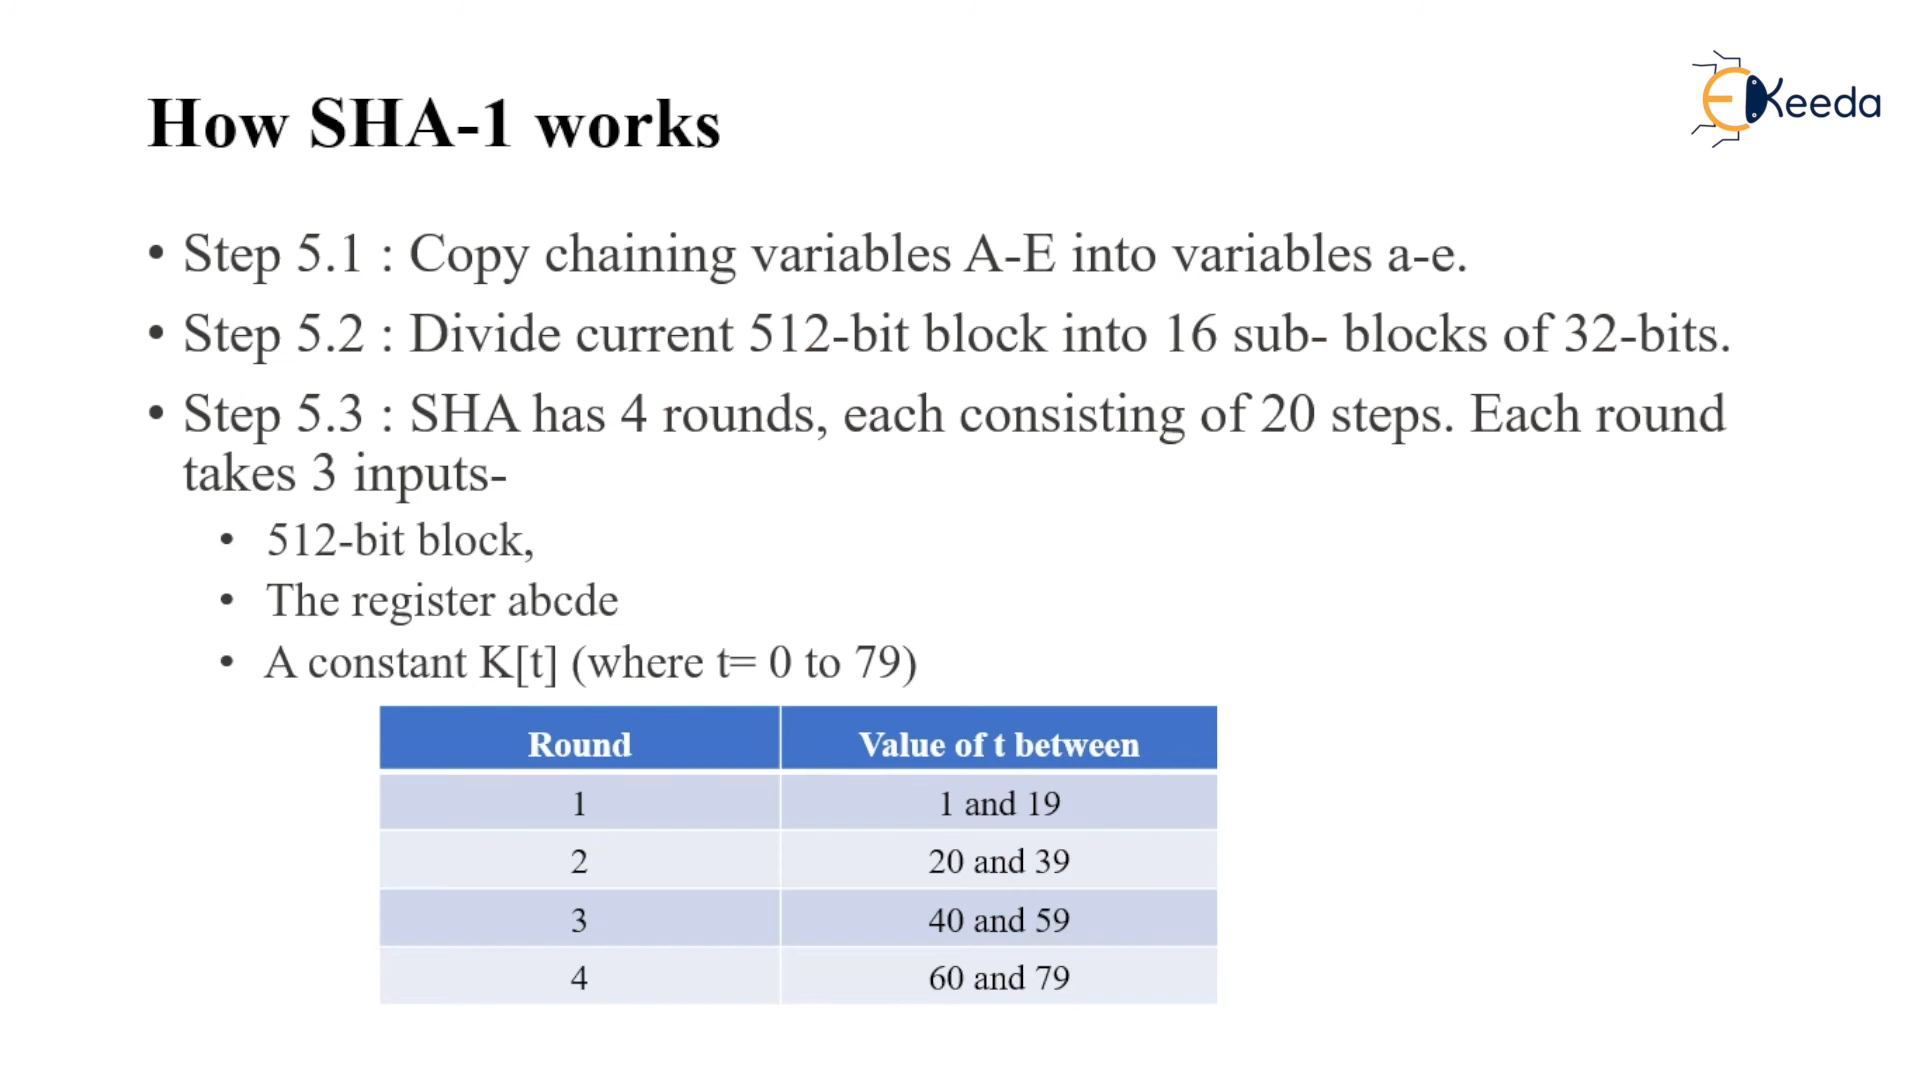 EKeeda
How SHA-1 works
• Step 5.1 : Copy chaining variables A-E into variables a-e.
• Step 5.2 : Divide current 512-bit block into 16 sub- blocks of 32-bits.
• Step 5.3 : SHA has 4 rounds, each consisting of 20 steps. Each round
takes 3 inputs-
• 512-bit block,
• The register abcde
• A constant K[t] (where t= 0 to 79)
Round Value of t between
1 1 and 19
2 20 and 39
3 40 and 59
4 60 and 79